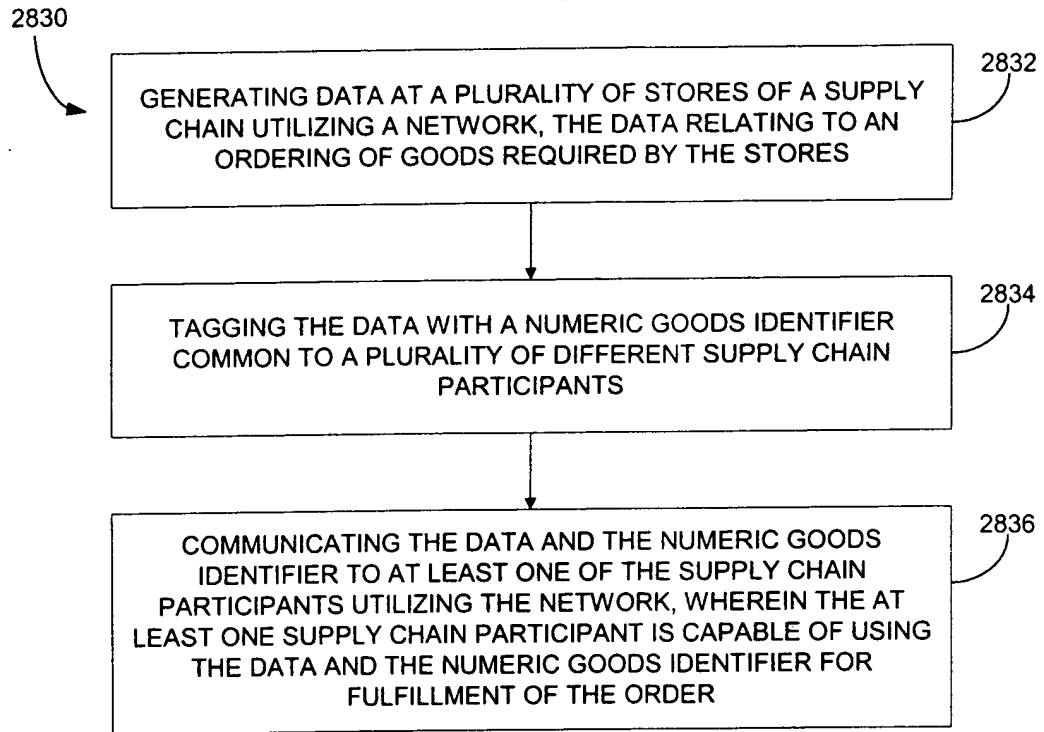 2830
2832
GENERATING DATA AT A PLURALITY OF STORES OF A SUPPLY
CHAIN UTILIZING A NETWORK, THE DATA RELATING TO AN
ORDERING OF GOODS REQUIRED BY THE STORES
2834
TAGGING THE DATA WITH A NUMERIC GOODS IDENTIFIER
COMMON TO A PLURALITY OF DIFFERENT SUPPLY CHAIN
PARTICIPANTS
2836
COMMUNICATING THE DATA AND THE NUMERIC GOODS
IDENTIFIER TO AT LEAST ONE OF THE SUPPLY CHAIN
PARTICIPANTS UTILIZING THE NETWORK, WHEREIN THE AT
LEAST ONE SUPPLY CHAIN PARTICIPANT IS CAPABLE OF USING
THE DATA AND THE NUMERIC GOODS IDENTIFIER FOR
FULFILLMENT OF THE ORDER